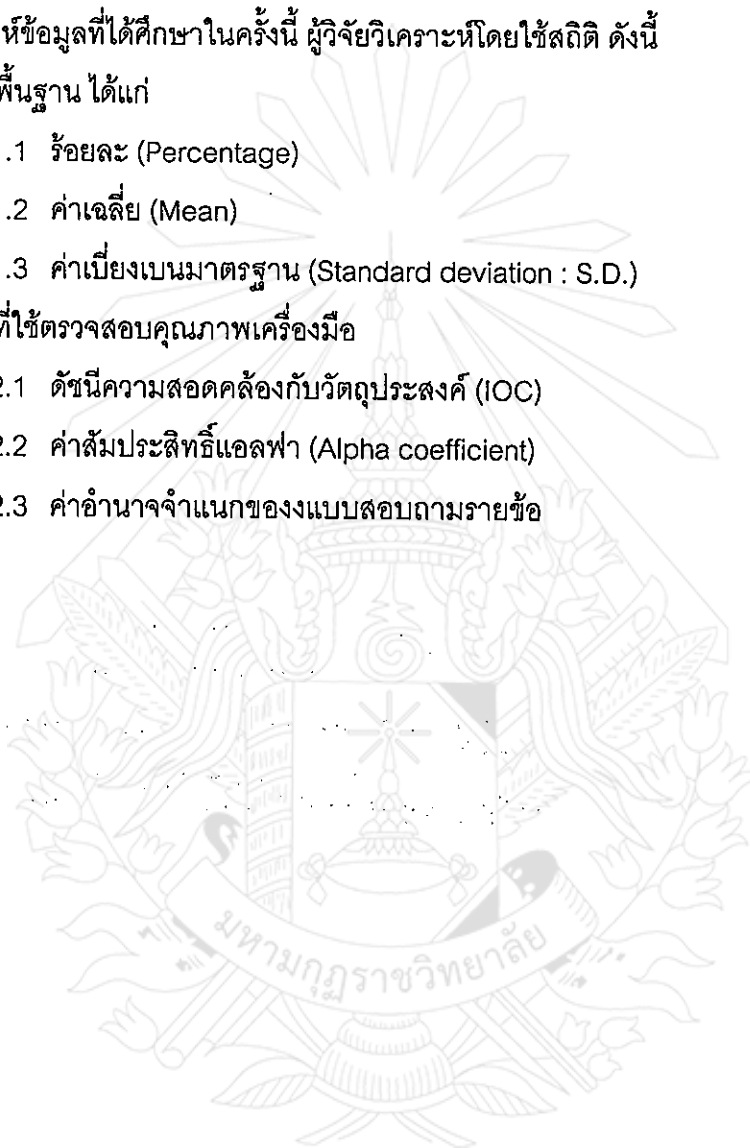 ห์ข้อมูลที่ได้ศึกษาในครั้งนี้ ผู้วิจัยวิเคราะห์โดยใช้สถิติ ดังนี้
พื้นฐาน ได้แก่
.1 ร้อยละ (Percentage)
.2 ค่าเฉลี่ย (Mean)
.3 ค่าเบี่ยงเบนมาตรฐาน (Standard deviation : S.D.)
ที่ใช้ตรวจสอบคุณภาพเครื่องมือ
2.1 ดัชนีความสอดคล้องกับวัตถุประสงค์ (IOC)
2.2 ค่าสัมประสิทธิ์แอลฟา (Alpha coefficient)
2.3 ค่าอำนาจจำแนกของงแบบสอบถามรายข้อ
มหามกุฏราชวิทยาลัย